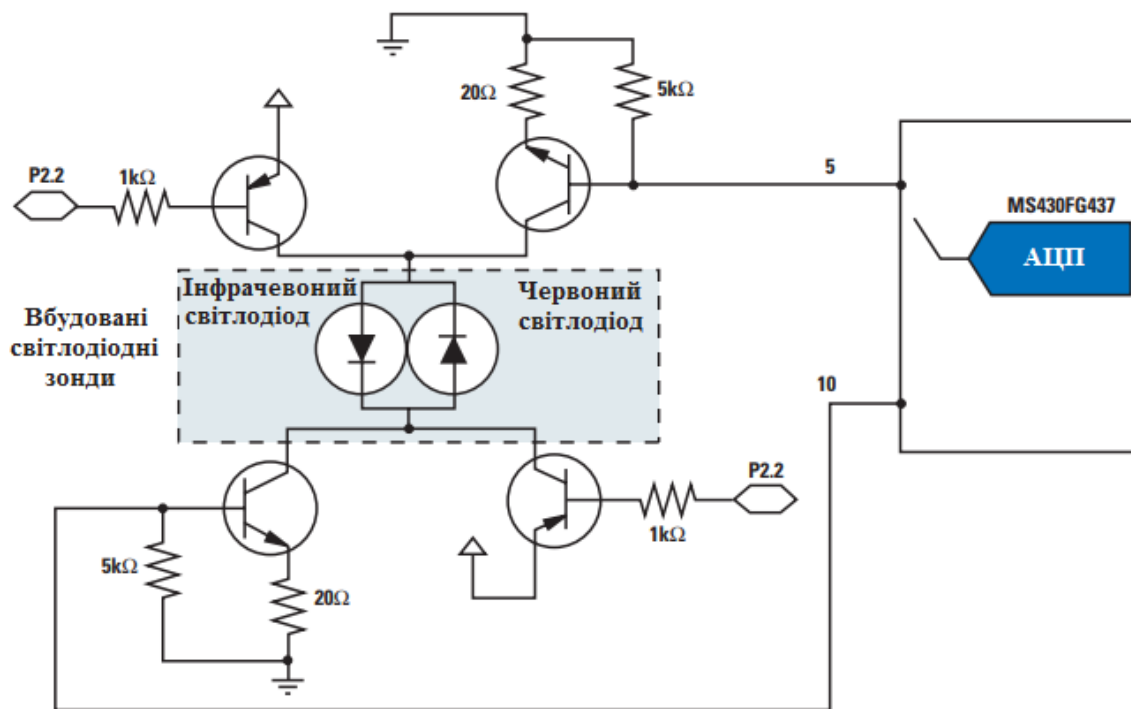 20Ω
5kΩ
P2.2
1kΩ
5
MS430FG437
АЦП
Інфрачевоний
світлодіод
Червоний
світлодіод
Вбудовані
світлодіодні
зонди
10
P2.2
1kΩ
5kΩ
20Ω